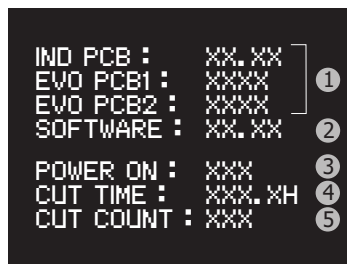 IND PCB : XX.XX
EVO PCB1 : XXXX 1
EVO PCB2 : XXXX
SOFTWARE : XX.XX 2
POWER ON : XXX 3
CUT TIME : XXX.XH 4
CUT COUNT : XXX 5